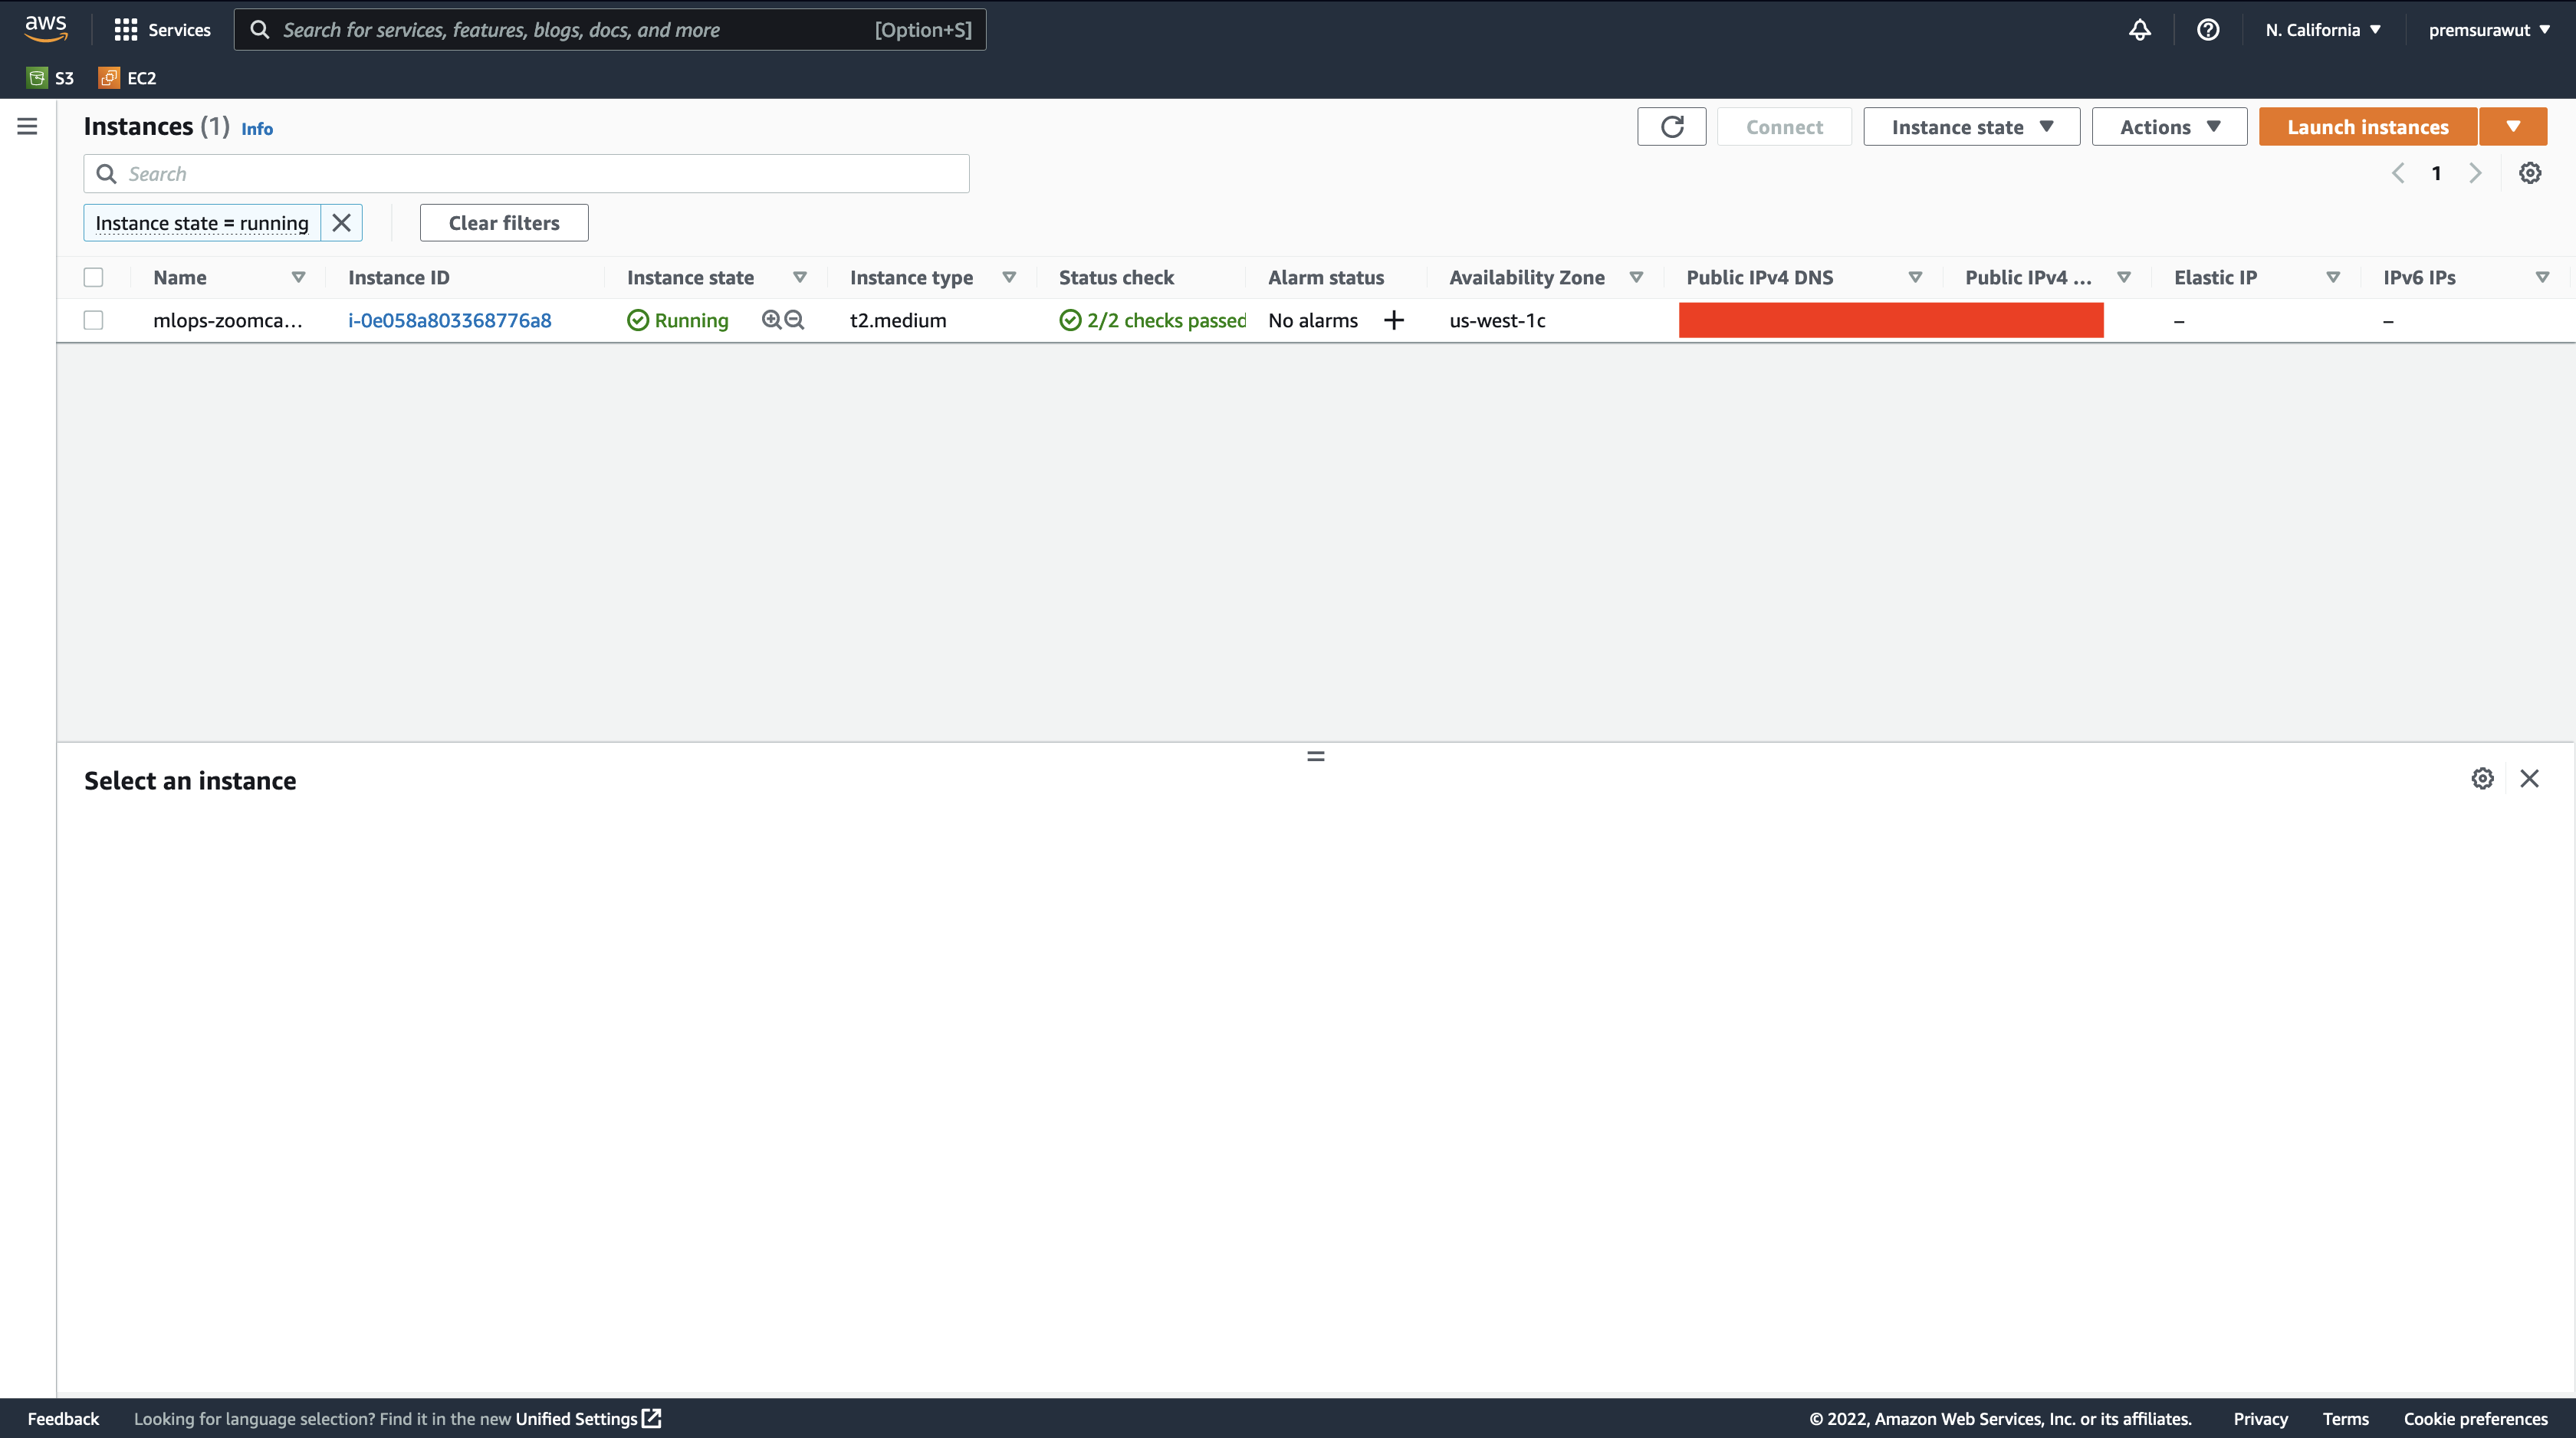 aws Services Search for services, features, blogs, docs, and more [Option+S] N. California premsurawut
S3 EC2
Instances (1) Info Connect Instance state Actions Launch instances
Search 1
Instance state = running Clear filters
Name Instance ID Instance state Instance type Status check Alarm status Availability Zone Public IPv4 DNS Public IPv4 ... Elastic IP IPv6 IPs
mlops-zoomca... i-0e058a803368776a8 Running t2.medium 2/2 checks passed No alarms + us-west-1c – –
Select an instance
Feedback Looking for language selection? Find it in the new Unified Settings © 2022, Amazon Web Services, Inc. or its affiliates. Privacy Terms Cookie preferences